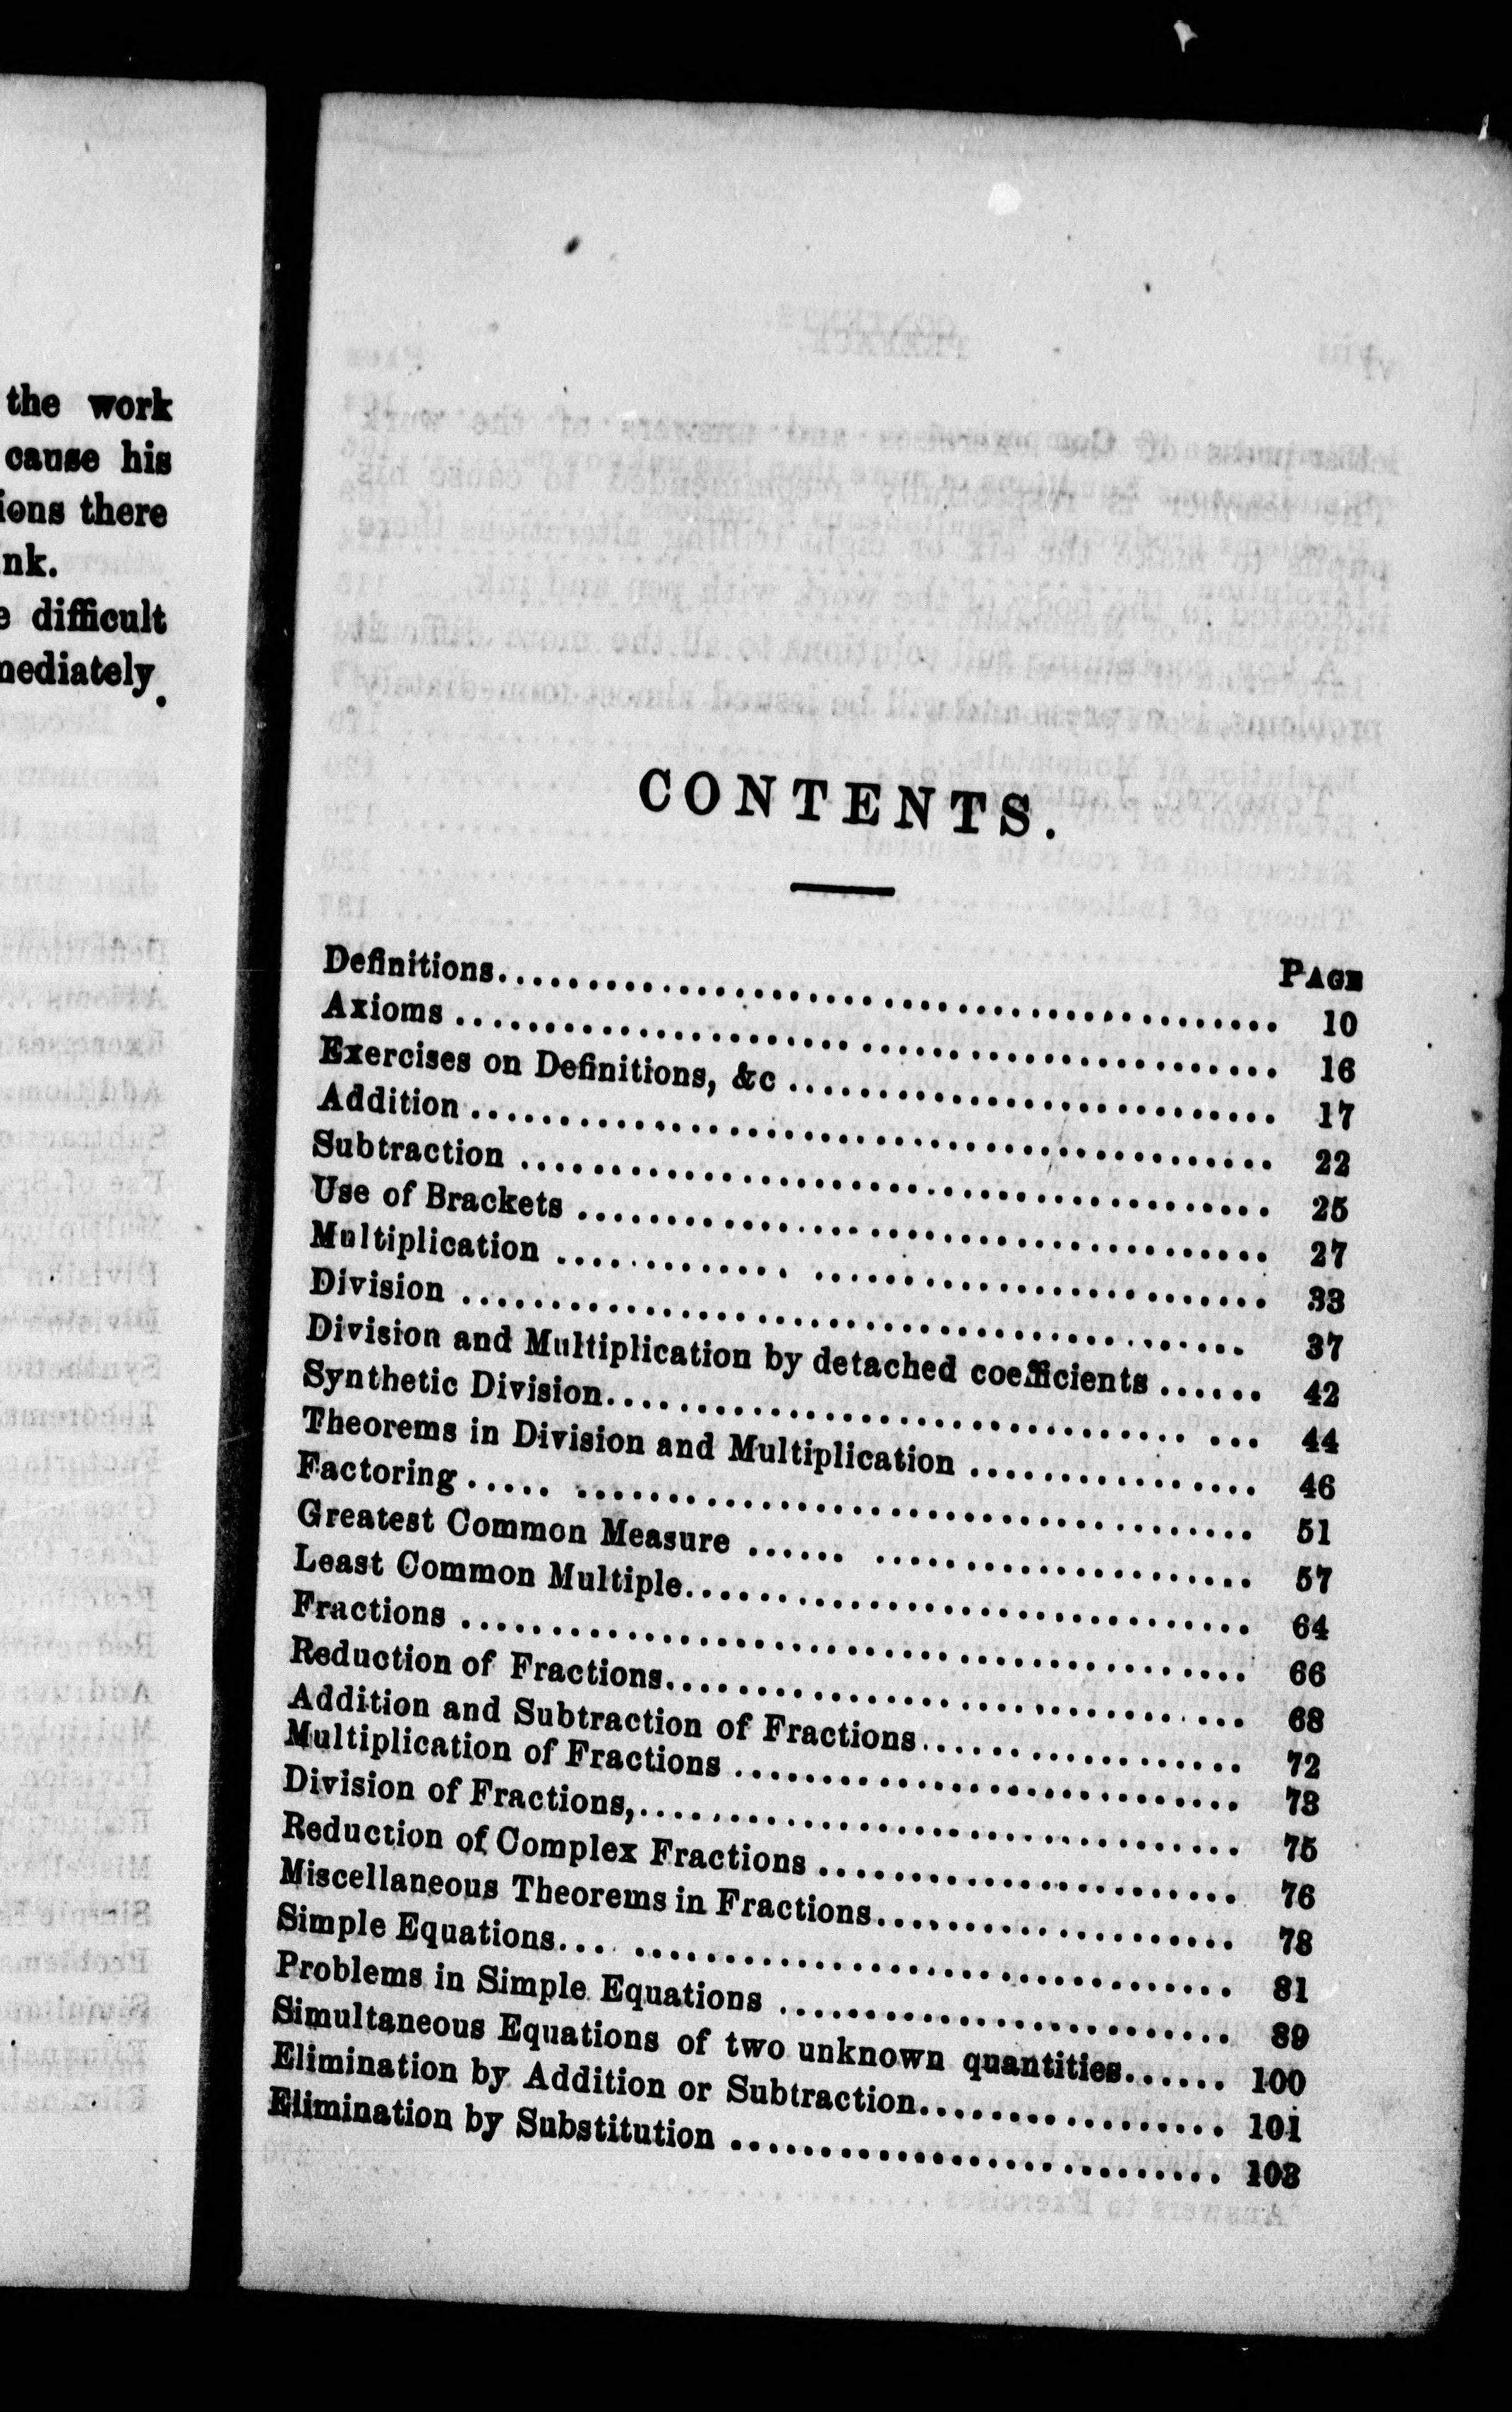 the work
cause his
ions there
nk.
difficult
mediately.
CONTENTS.
PAGE
Definitions........................................ 10
Axioms ........................................ 16
Exercises on Definitions, &c ........................... 17
Addition ........................................ 22
Subtraction ........................................ 25
Use of Brackets ........................................ 27
Multiplication ............. ......................... 33
Division ........................................ 37
Division and Multiplication by detached coefficients ...... 42
Synthetic Division................................ ... 44
Theorems in Division and Multiplication ................ 46
Factoring ..... ..................................... 51
Greatest Common Measure ...... ..................... 57
Least Common Multiple............................... 64
Fractions ........................................ 66
Reduction of Fractions................................ 68
Addition and Subtraction of Fractions.................. 72
Multiplication of Fractions ............................ 73
Division of Fractions,................................. 75
Reduction of Complex Fractions ....................... 76
Miscellaneous Theorems in Fractions.................... 78
Simple Equations... ................................. 81
Problems in Simple Equations ......................... 89
Simultaneous Equations of two unknown quantities...... 100
Elimination by Addition or Subtraction................. 101
Elimination by Substitution ........................... 103